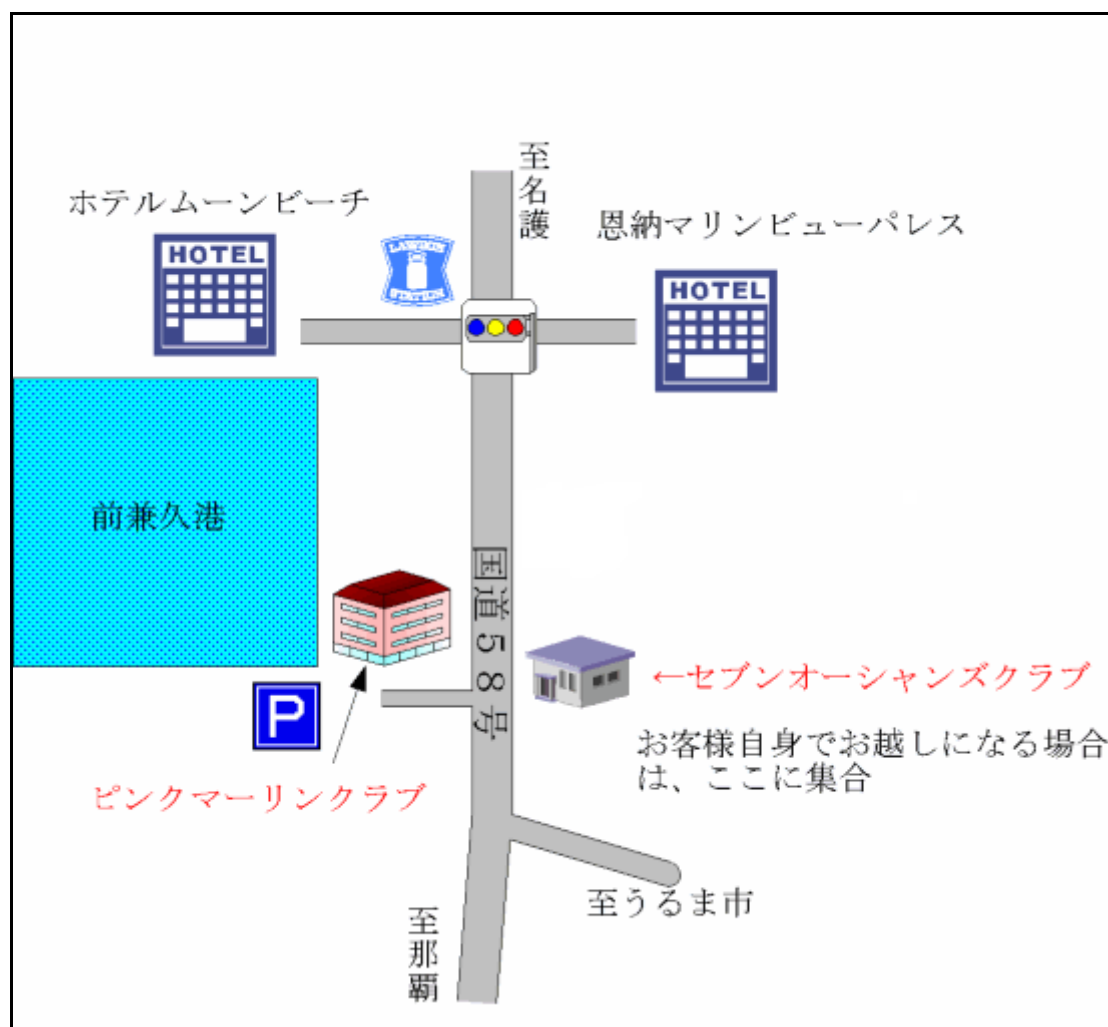 至名護
ホテルムーンビーチ
恩納マリンビューパレス
LAWSON
HOTEL
HOTEL
前兼久港
国道58号
P
←セブンオーシャンズクラブ
お客様自身でお越しになる場合
は、ここに集合
ピンクマーリンクラブ
至うるま市
至那覇